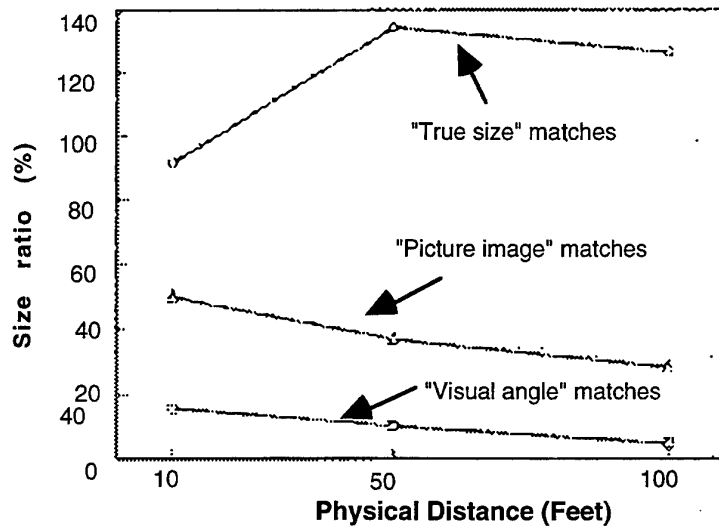 140
120
100
80
60
40
20
40
0
Size ratio (%)
"True size" matches
"Picture image" matches
"Visual angle" matches
10
50
100
Physical Distance (Feet)